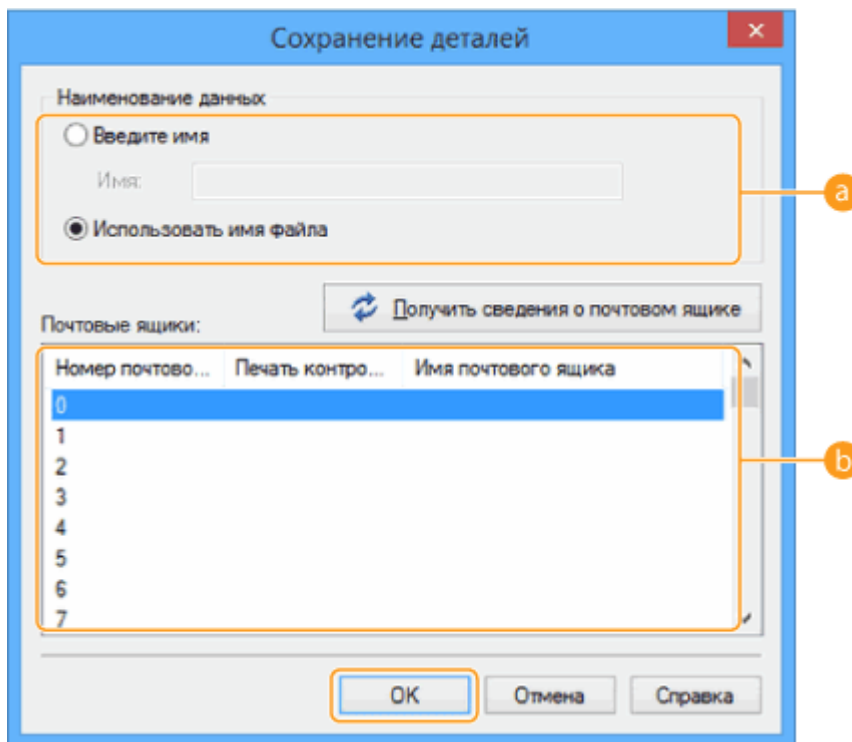 Сохранение деталей
Наименование данных
Введите имя
Имя:
a
Использовать имя файла
Получить сведения о почтовом ящике
Почтовые ящики:
Номер почтово... Печать контро... Имя почтового ящика
0
1
2
3
4
b
5
6
7
OK Отмена Справка